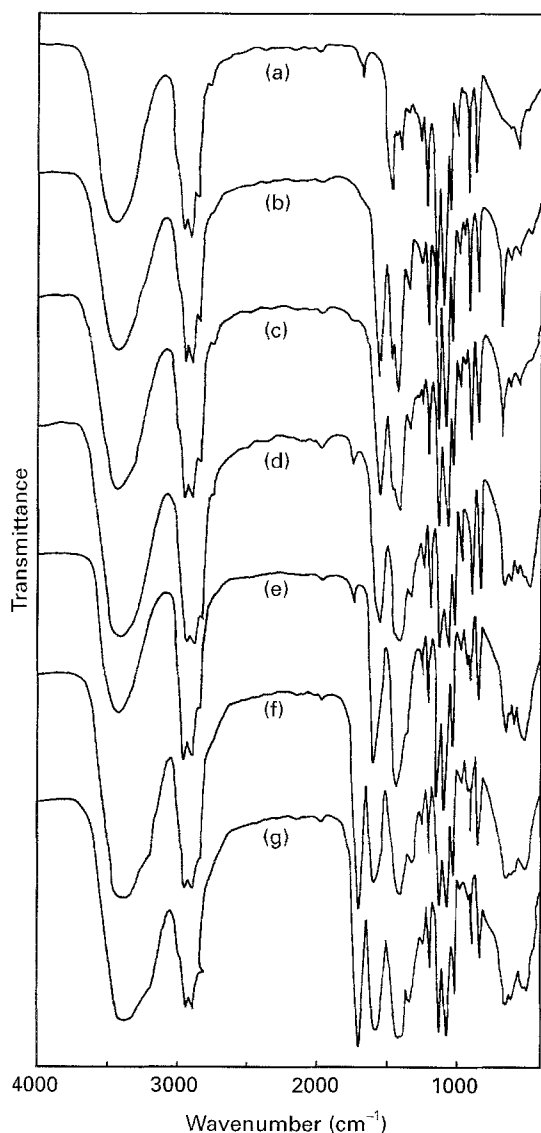 (a)
(b)
(c)
(d)
(e)
(f)
(g)
Transmittance
4000 3000 2000 1000
Wavenumber (cm⁻¹)